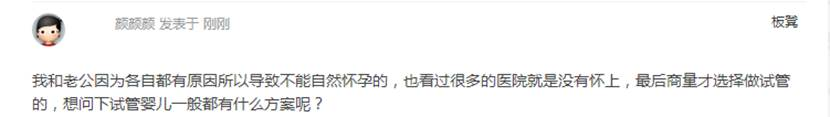 颜颜颜 发表于 刚刚
板凳
我和老公因为各自都有原因所以导致不能自然怀孕的，也看过很多的医院就是没有怀上，最后商量才选择做试管
的，想问下试管婴儿一般都有什么方案呢？